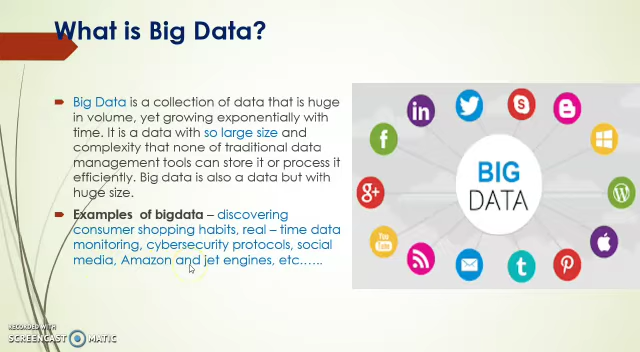 What is Big Data?
Big Data is a collection of data that is huge
in volume, yet growing exponentially with
time. It is a data with so large size and
complexity that none of traditional data
management tools can store it or process it
efficiently. Big data is also a data but with
huge size.
Examples of bigdata – discovering
consumer shopping habits, real – time data
monitoring, cybersecurity protocols, social
media, Amazon and jet engines, etc......
in
S
B
f
BIG
DATA
g+
W
You
Tube
t
RECORDED WITH
SCREENCAST MATIC